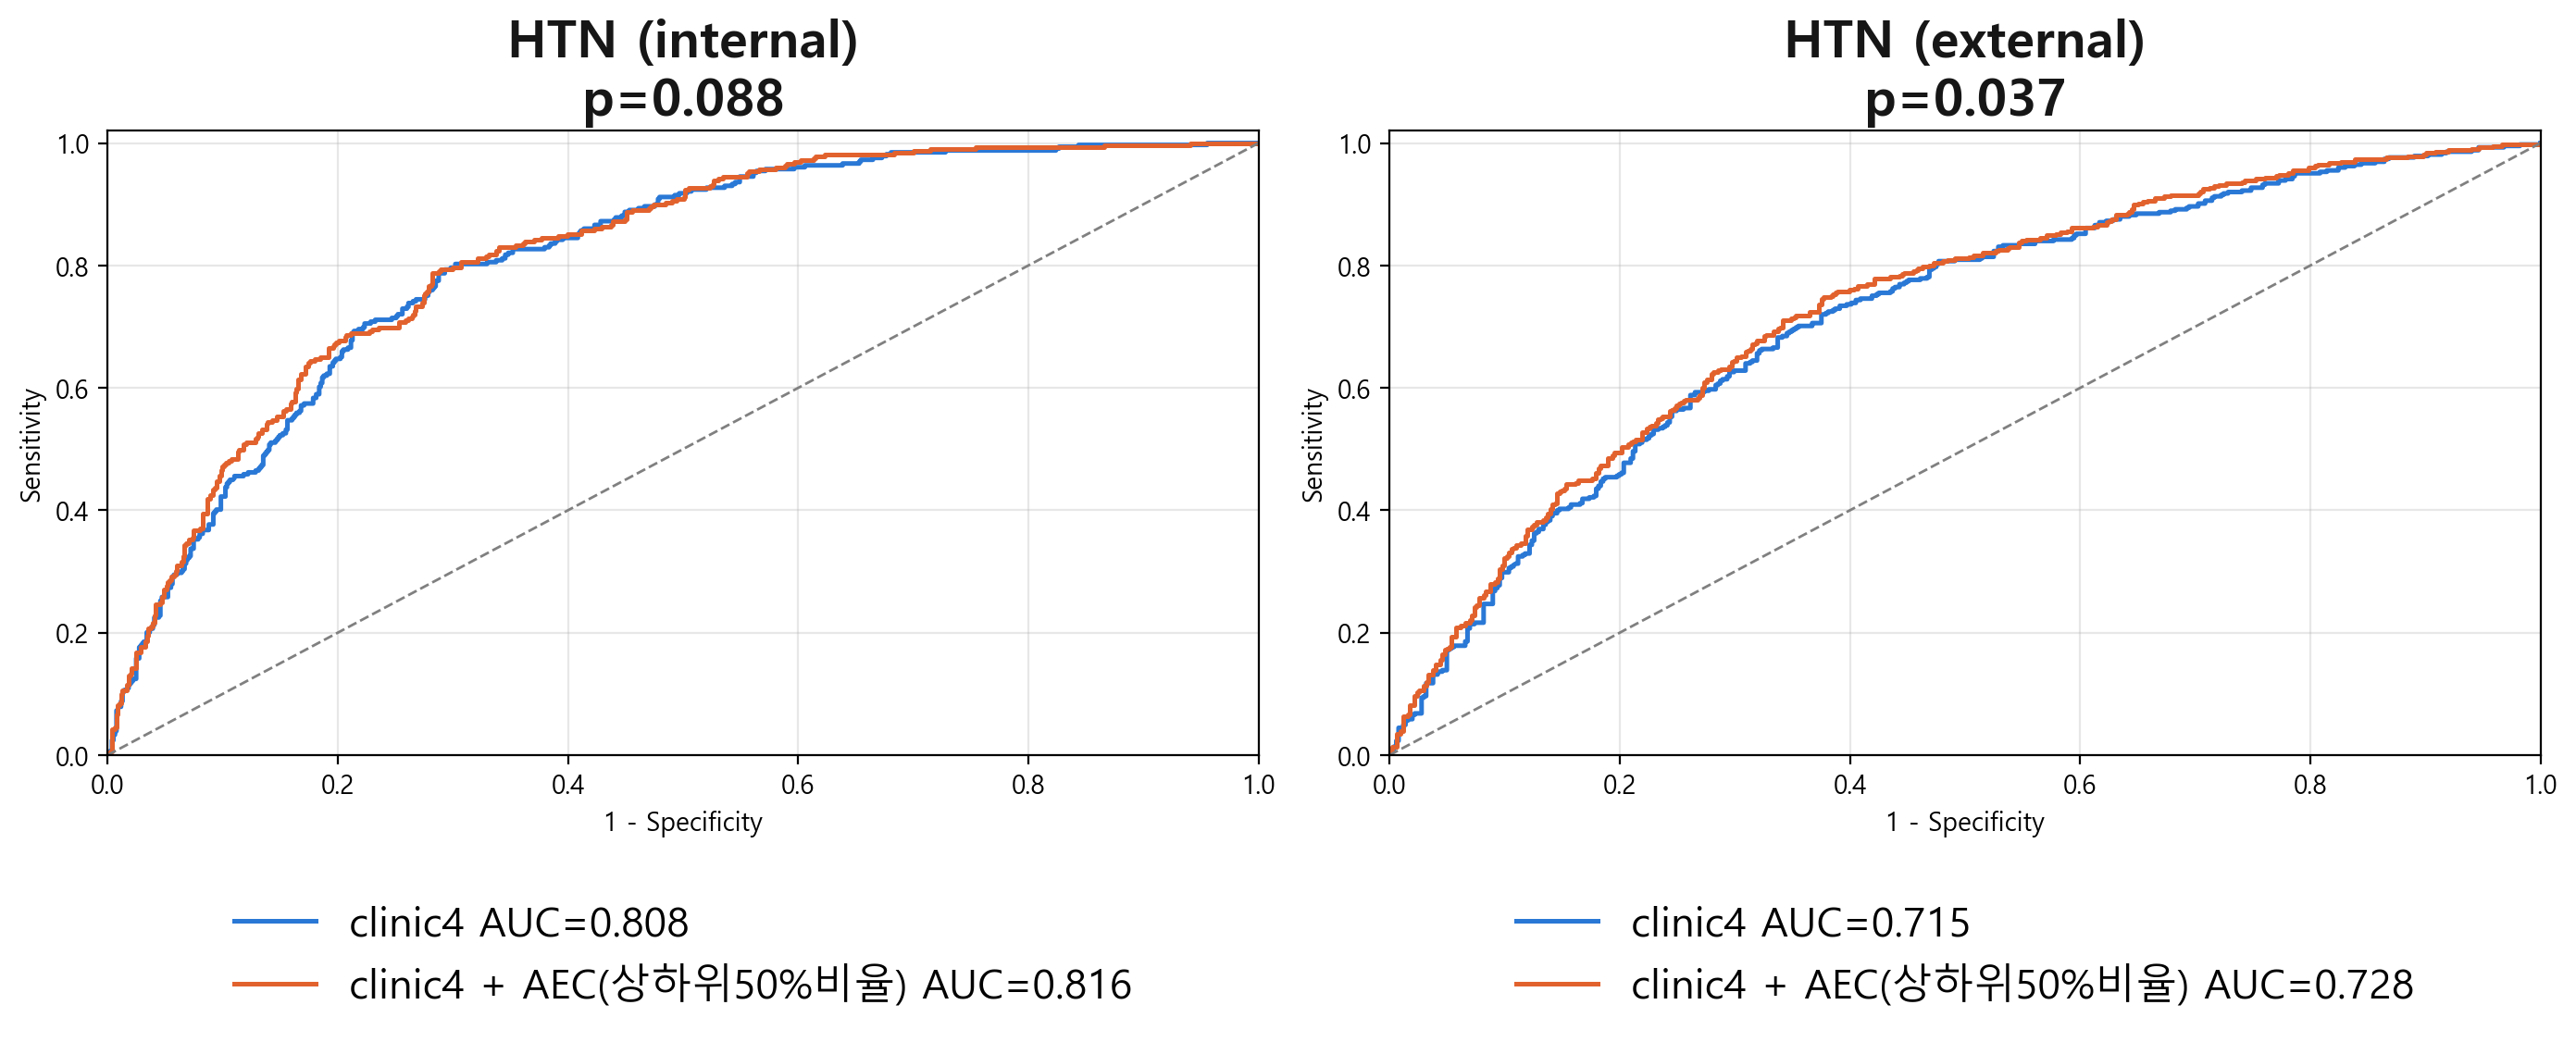 HTN (internal)
p=0.088
1.0
0.8
0.6
0.4
0.2
0.0
Sensitivity
0.0 0.2 0.4 0.6 0.8 1.0
1 - Specificity
clinic4 AUC=0.808
clinic4 + AEC(상하위50%비율) AUC=0.816
HTN (external)
p=0.037
1.0
0.8
0.6
0.4
0.2
0.0
Sensitivity
0.0 0.2 0.4 0.6 0.8 1.0
1 - Specificity
clinic4 AUC=0.715
clinic4 + AEC(상하위50%비율) AUC=0.728